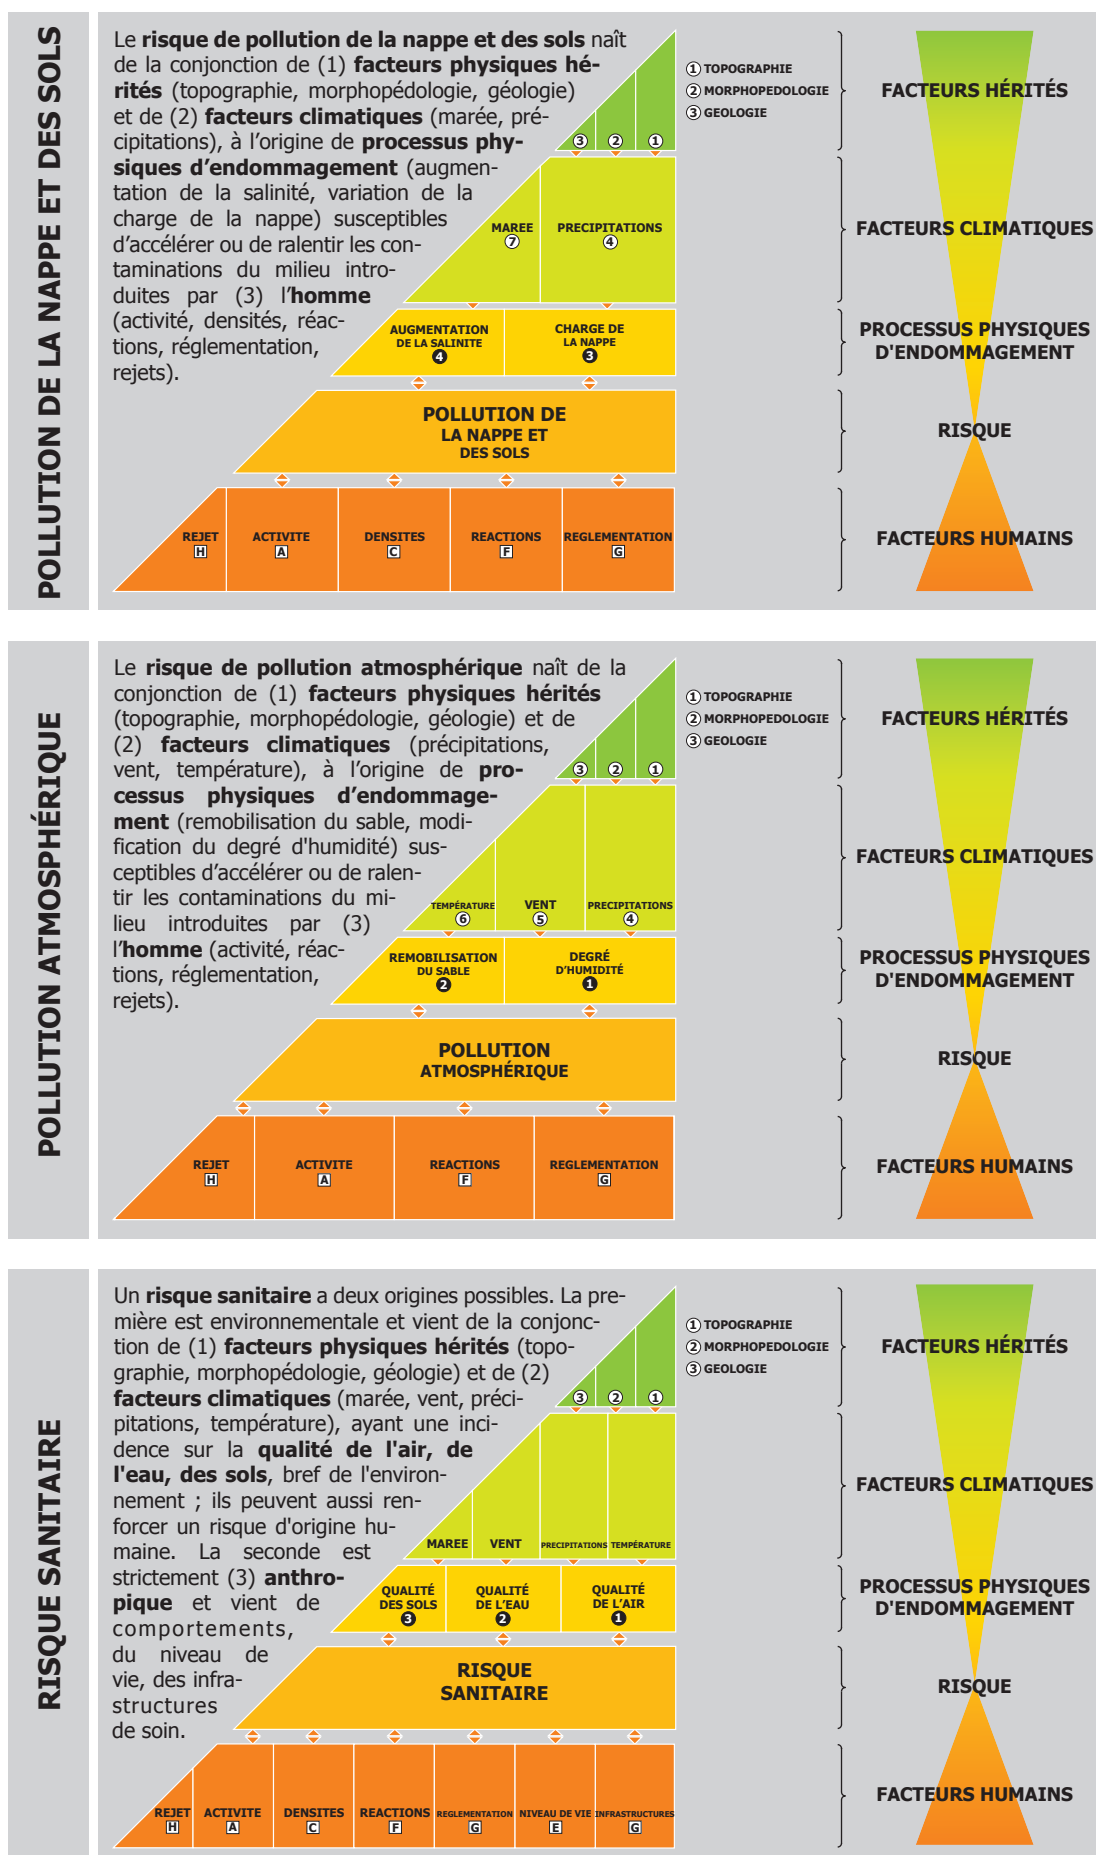 POLLUTION DE LA NAPPE ET DES SOLS
Le risque de pollution de la nappe et des sols naît
de la conjonction de (1) facteurs physiques hé-
rités (topographie, morphopédologie, géologie)
et de (2) facteurs climatiques (marée, pré-
cipitations), à l’origine de processus phy-
siques d’endommagement (augmen-
tation de la salinité, variation de la
charge de la nappe) susceptibles
d’accélérer ou de ralentir les con-
taminations du milieu intro-
duites par (3) l’homme
(activité, densités, réac-
tions, réglementation,
rejets).
3 2 1
1 TOPOGRAPHIE
2 MORPHOPEDOLOGIE
3 GEOLOGIE
FACTEURS HÉRITÉS
MAREE
7
PRECIPITATIONS
4
FACTEURS CLIMATIQUES
AUGMENTATION
DE LA SALINITE
4
CHARGE DE
LA NAPPE
3
PROCESSUS PHYSIQUES
D'ENDOMMAGEMENT
POLLUTION DE
LA NAPPE ET
DES SOLS
RISQUE
REJET
H
ACTIVITE
A
DENSITES
C
REACTIONS
F
REGLEMENTATION
G
FACTEURS HUMAINS
POLLUTION ATMOSPHÉRIQUE
Le risque de pollution atmosphérique naît de la
conjonction de (1) facteurs physiques hérités
(topographie, morphopédologie, géologie) et de
(2) facteurs climatiques (précipitations,
vent, température), à l’origine de pro-
cessus physiques d’endommage-
ment (remobilisation du sable, modi-
fication du degré d'humidité) sus-
ceptibles d’accélérer ou de ralen-
tir les contaminations du mi-
lieu introduites par (3)
l’homme (activité, réac-
tions, réglementation,
rejets).
3 2 1
1 TOPOGRAPHIE
2 MORPHOPEDOLOGIE
3 GEOLOGIE
FACTEURS HÉRITÉS
TEMPÉRATURE
6
VENT
5
PRECIPITATIONS
4
FACTEURS CLIMATIQUES
REMOBILISATION
DU SABLE
2
DEGRÉ
D’HUMIDITÉ
1
PROCESSUS PHYSIQUES
D'ENDOMMAGEMENT
POLLUTION
ATMOSPHÉRIQUE
RISQUE
REJET
H
ACTIVITE
A
REACTIONS
F
REGLEMENTATION
G
FACTEURS HUMAINS
RISQUE SANITAIRE
Un risque sanitaire a deux origines possibles. La pre-
mière est environnementale et vient de la conjonc-
tion de (1) facteurs physiques hérités (topo-
graphie, morphopédologie, géologie) et de (2)
facteurs climatiques (marée, vent, préci-
pitations, température), ayant une inci-
dence sur la qualité de l'air, de
l'eau, des sols, bref de l'environ-
nement ; ils peuvent aussi ren-
forcer un risque d'origine hu-
maine. La seconde est
strictement (3) anthro-
pique et vient de
comportements,
du niveau de
vie, des infra-
structures
de soin.
3 2 1
1 TOPOGRAPHIE
2 MORPHOPEDOLOGIE
3 GEOLOGIE
FACTEURS HÉRITÉS
MAREE
VENT
PRECIPITATIONS
TEMPÉRATURE
FACTEURS CLIMATIQUES
QUALITÉ
DES SOLS
3
QUALITÉ
DE L’EAU
2
QUALITÉ
DE L’AIR
1
PROCESSUS PHYSIQUES
D'ENDOMMAGEMENT
RISQUE
SANITAIRE
RISQUE
REJET
H
ACTIVITE
A
DENSITES
C
REACTIONS
F
REGLEMENTATION
G
NIVEAU DE VIE
E
INFRASTRUCTURES
G
FACTEURS HUMAINS